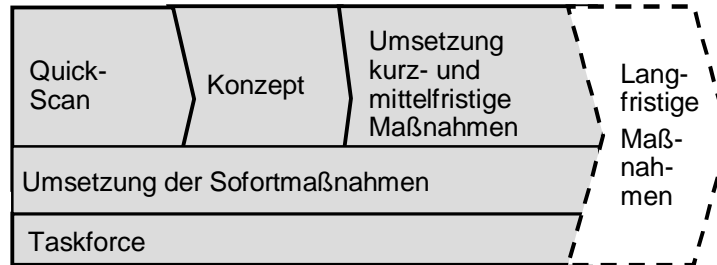 Quick-
Scan
Konzept
Umsetzung
kurz- und
mittelfristige
Maßnahmen
Lang-
fristige
Maß-
nah-
men
Umsetzung der Sofortmaßnahmen
Taskforce